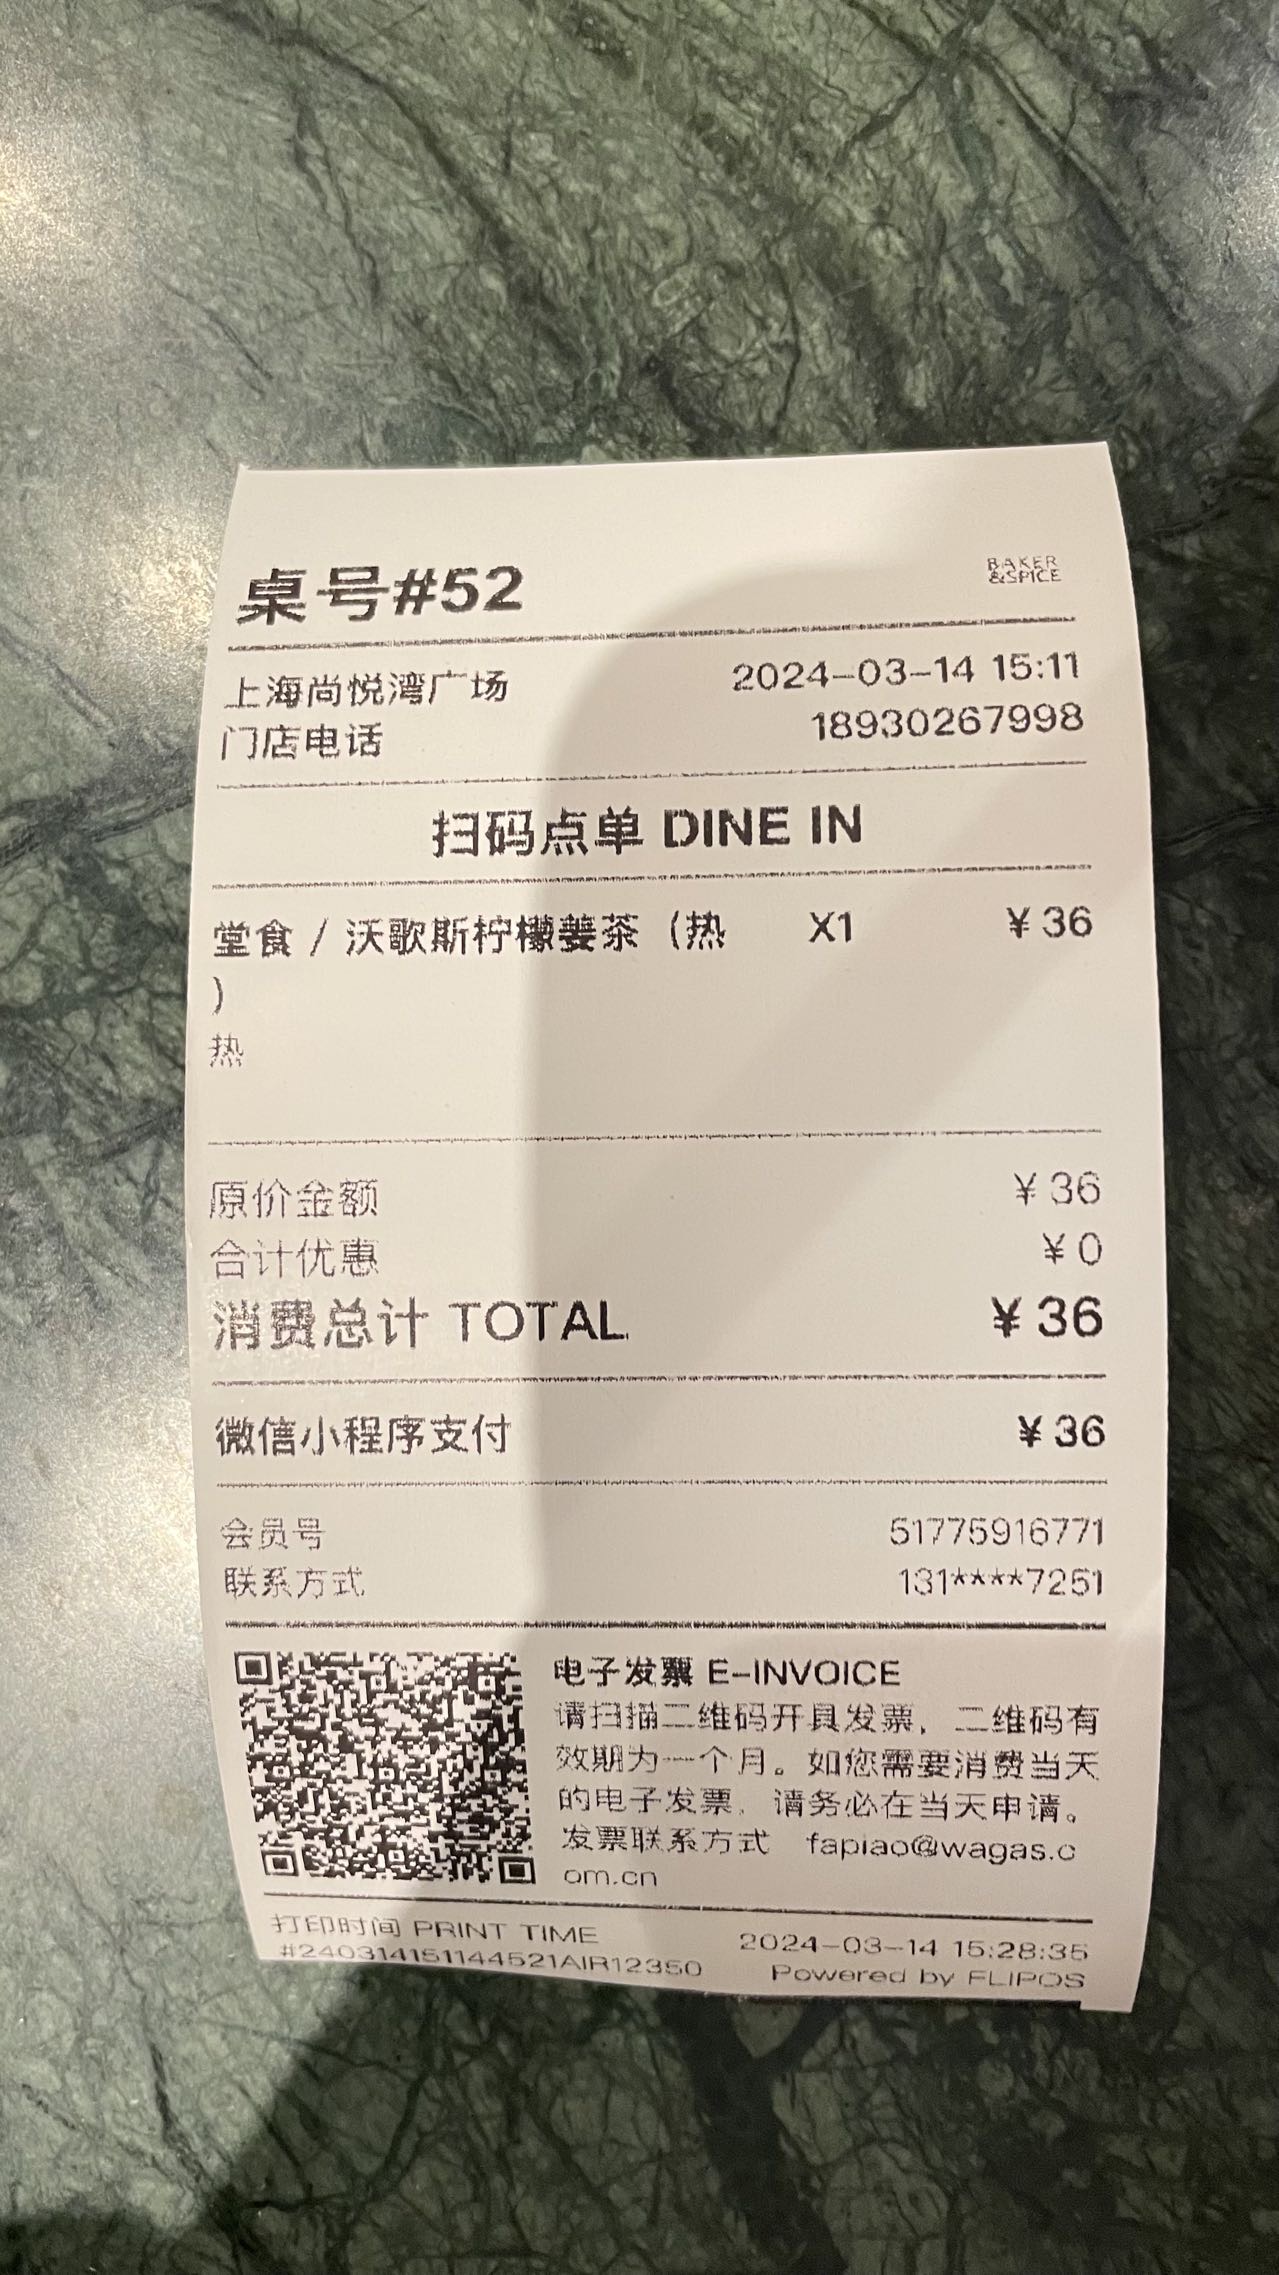 桌号#52
BAKER
&SPICE
上海尚悦湾广场 2024-03-14 15:11
门店电话 18930267998
扫码点单 DINE IN
堂食 / 沃歌斯柠檬姜茶（热 X1 ￥36
）
热
原价金额 ￥36
合计优惠 ￥0
消费总计 TOTAL ￥36
微信小程序支付 ￥36
会员号 51775916771
联系方式 131****7251
电子发票 E-INVOICE
请扫描二维码开具发票，二维码有
效期为一个月。如您需要消费当天
的电子发票，请务必在当天申请。
发票联系方式 fapiao@wagas.c
om.cn
打印时间 PRINT TIME 2024-03-14 15:28:35
#240314151144521AIR12350 Powered by FLIPOS